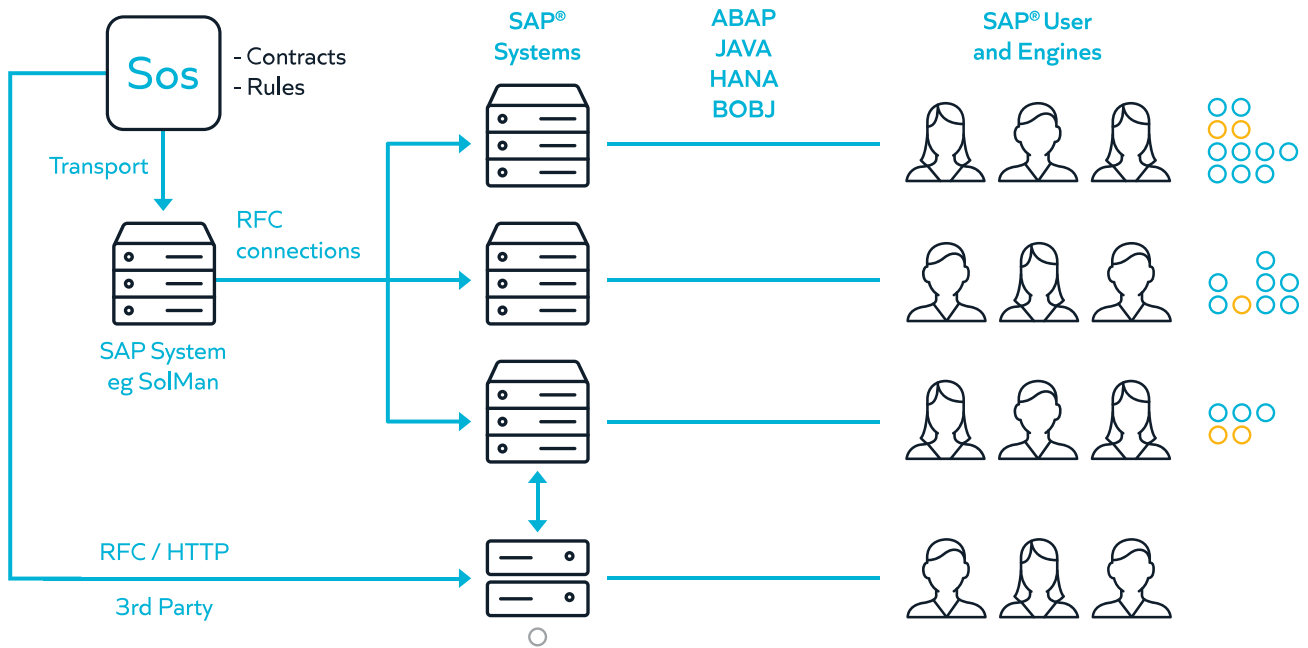 Sos
- Contracts
- Rules
Transport
SAP System
eg SolMan
RFC
connections
SAP®
Systems
ABAP
JAVA
HANA
BOBJ
SAP® User
and Engines
RFC / HTTP
3rd Party